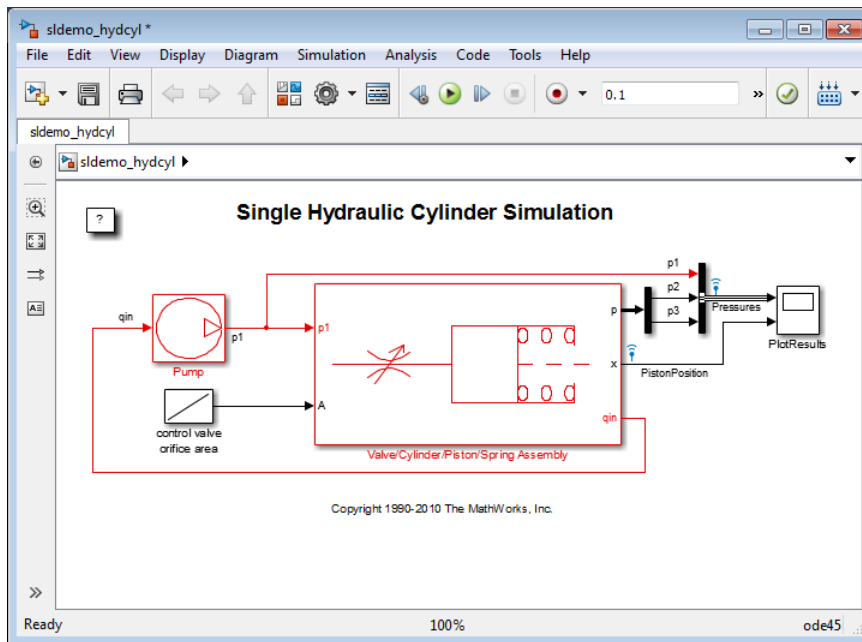 sldemo_hydcyl *
File Edit View Display Diagram Simulation Analysis Code Tools Help
0.1 »
sldemo_hydcyl
sldemo_hydcyl
?
Single Hydraulic Cylinder Simulation
p1
p2
qin
p
Pressures
p1
p1
p3
PlotResults
Pump
x
PistonPosition
A
qin
control valve
orifice area
Valve/Cylinder/Piston/Spring Assembly
Copyright 1990-2010 The MathWorks, Inc.
»
Ready 100% ode45